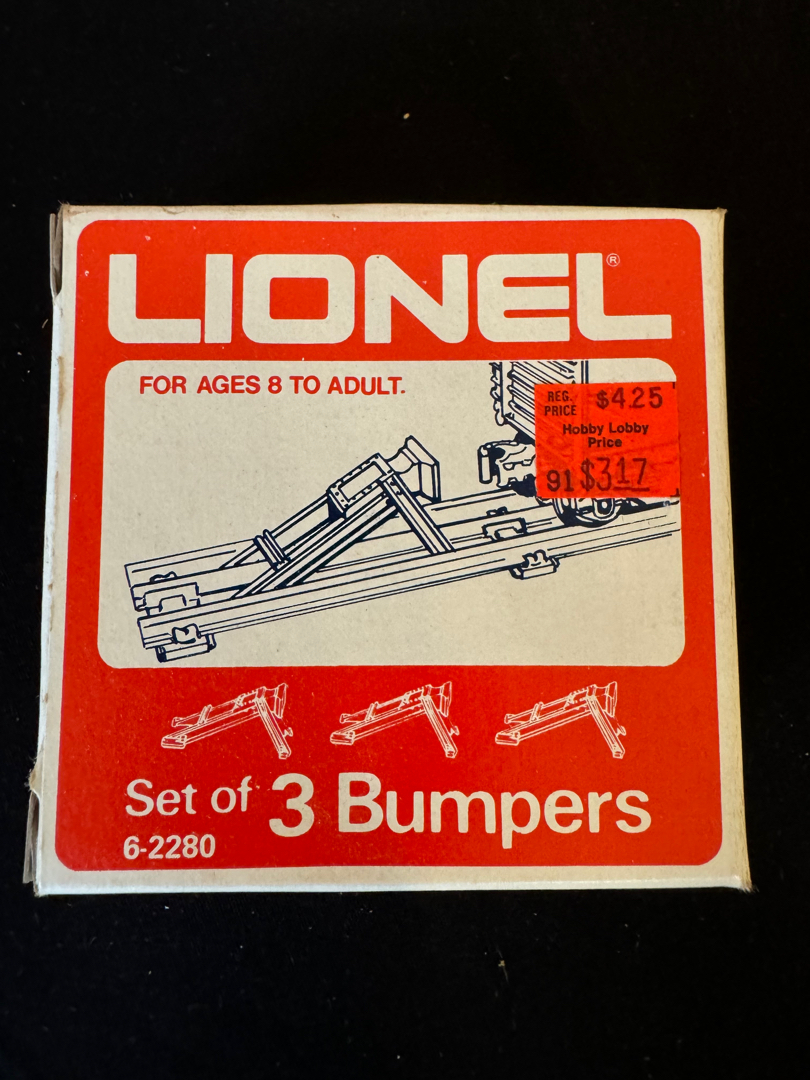 LIONEL®
FOR AGES 8 TO ADULT.
REG. PRICE $4.25
Hobby Lobby
Price
91 $3.17
Set of 3 Bumpers
6-2280